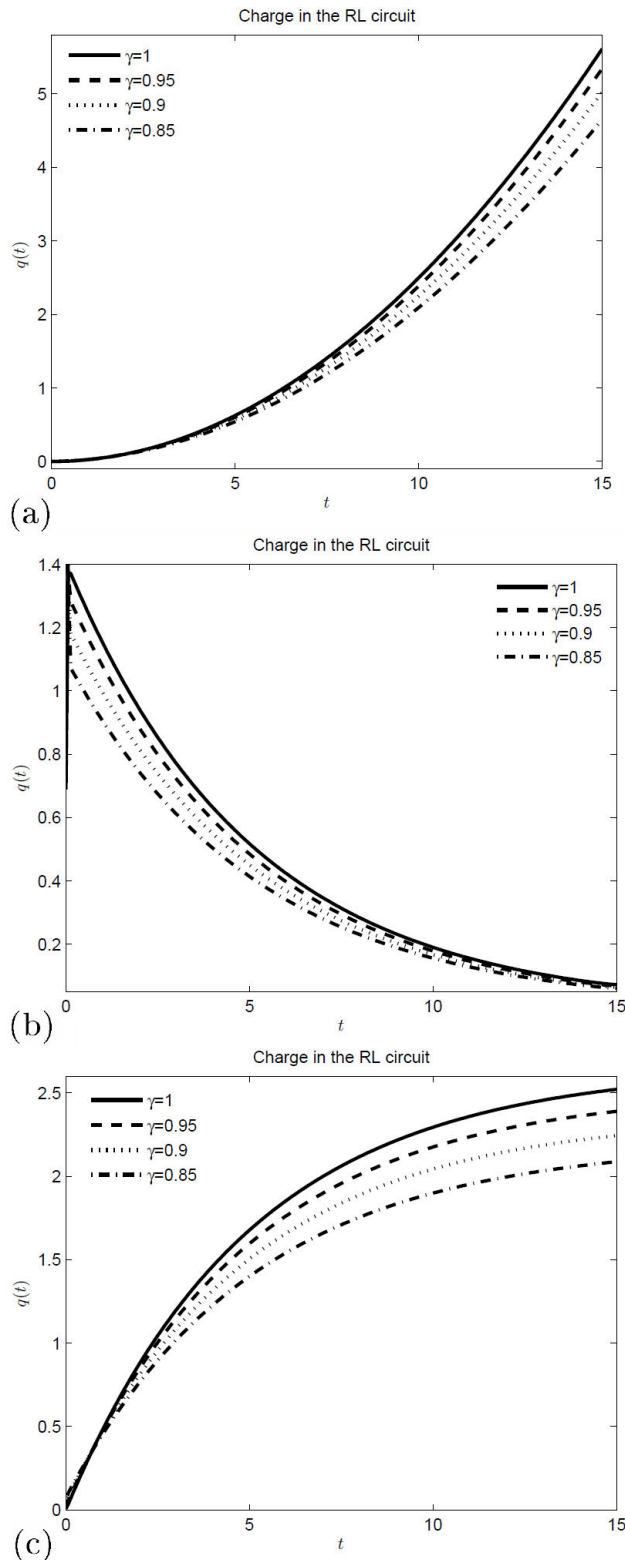 Charge in the RL circuit
γ=1
γ=0.95
γ=0.9
γ=0.85
5
4
3
2
1
0
q(t)
0 5 10 15
t
(a)
Charge in the RL circuit
1.4
γ=1
γ=0.95
γ=0.9
γ=0.85
1.2
1
0.8
0.6
0.4
0.2
q(t)
0 5 10 15
t
(b)
Charge in the RL circuit
2.5
γ=1
γ=0.95
γ=0.9
γ=0.85
2
1.5
1
0.5
0
q(t)
0 5 10 15
t
(c)